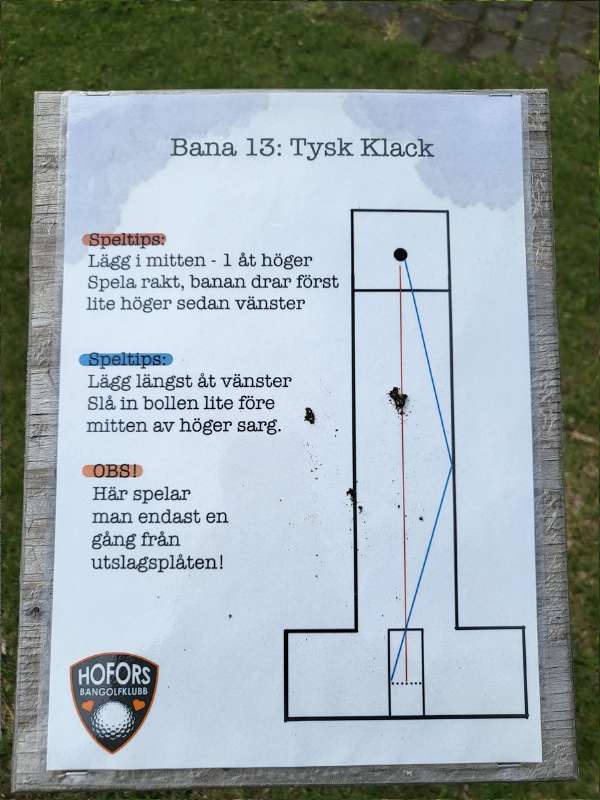 Bana 13: Tysk Klack
Speltips:
Lägg i mitten - 1 åt höger
Spela rakt, banan drar först
lite höger sedan vänster
Speltips:
Lägg längst åt vänster
Slå in bollen lite före
mitten av höger sarg.
OBS!
Här spelar
man endast en
gång från
utslagsplåten!
HOFORS
BANGOLFKLUBB